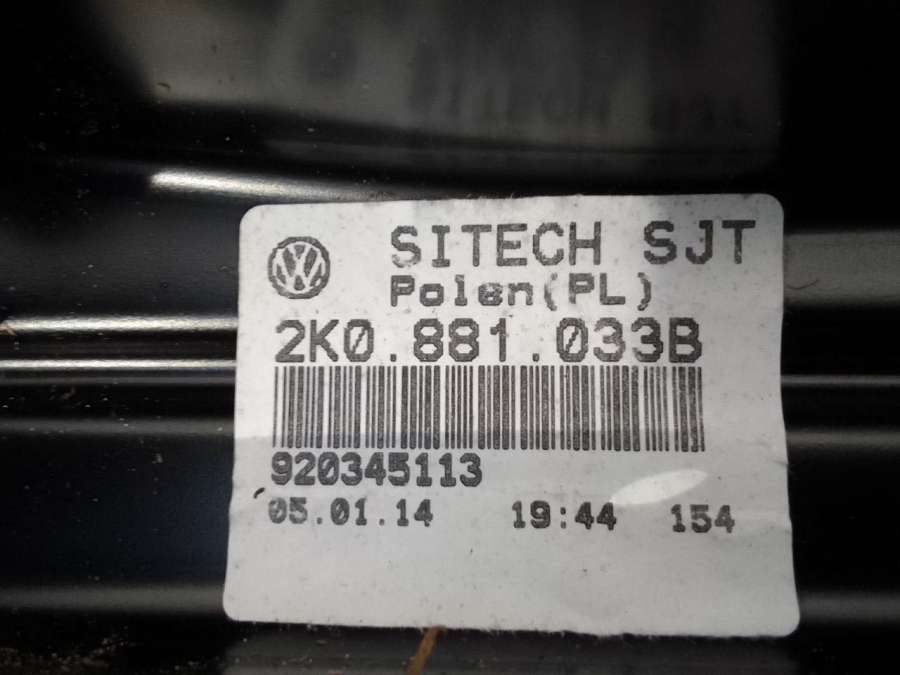 SITECH SJT
Polen(PL)
2K0.881.033B
920345113
05.01.14 19:44 154